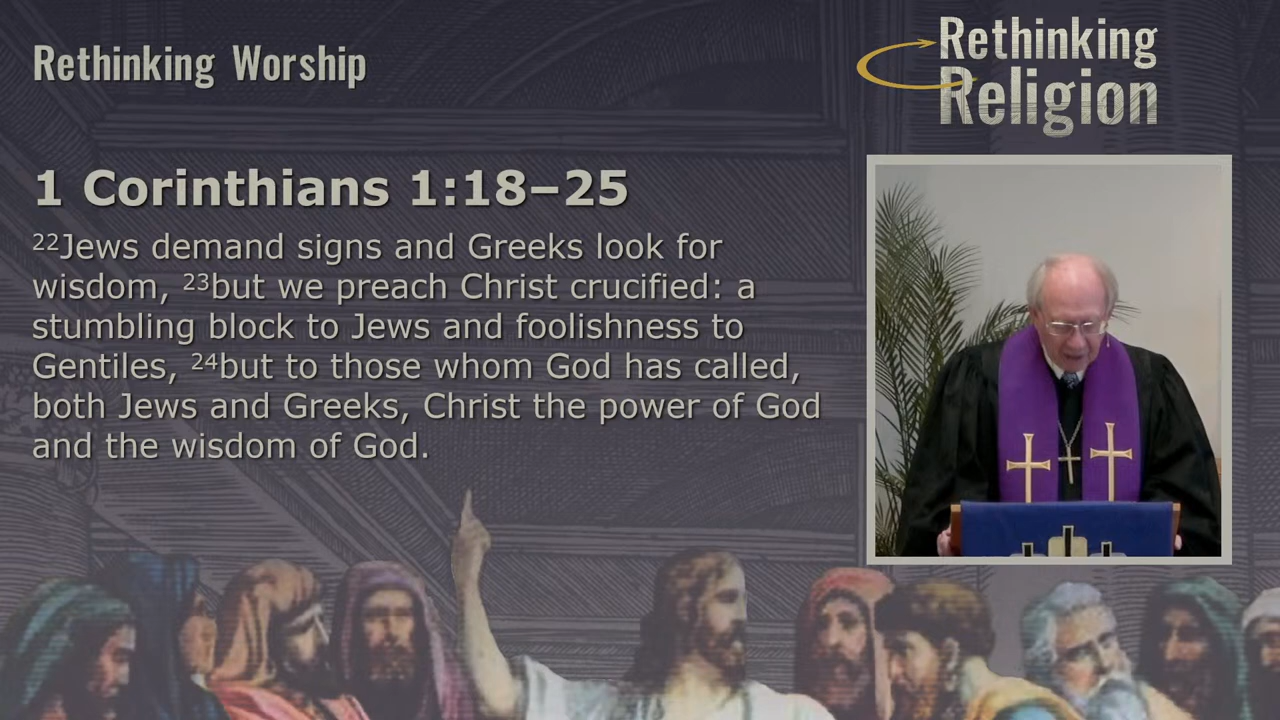 Rethinking Worship
Rethinking
Religion
1 Corinthians 1:18–25
²²Jews demand signs and Greeks look for
wisdom, ²³but we preach Christ crucified: a
stumbling block to Jews and foolishness to
Gentiles, ²⁴but to those whom God has called,
both Jews and Greeks, Christ the power of God
and the wisdom of God.